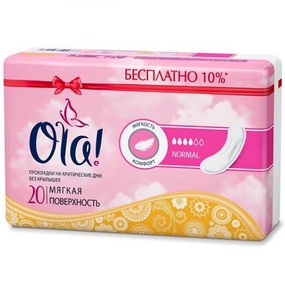 БЕСПЛАТНО 10%*
Ola!
e
МЯГКОСТЬ
КОМФОРТ
NORMAL
ПРОКЛАДКИ НА КРИТИЧЕСКИЕ ДНИ
БЕЗ КРЫЛЫШЕК
20 МЯГКАЯ
ПОВЕРХНОСТЬ